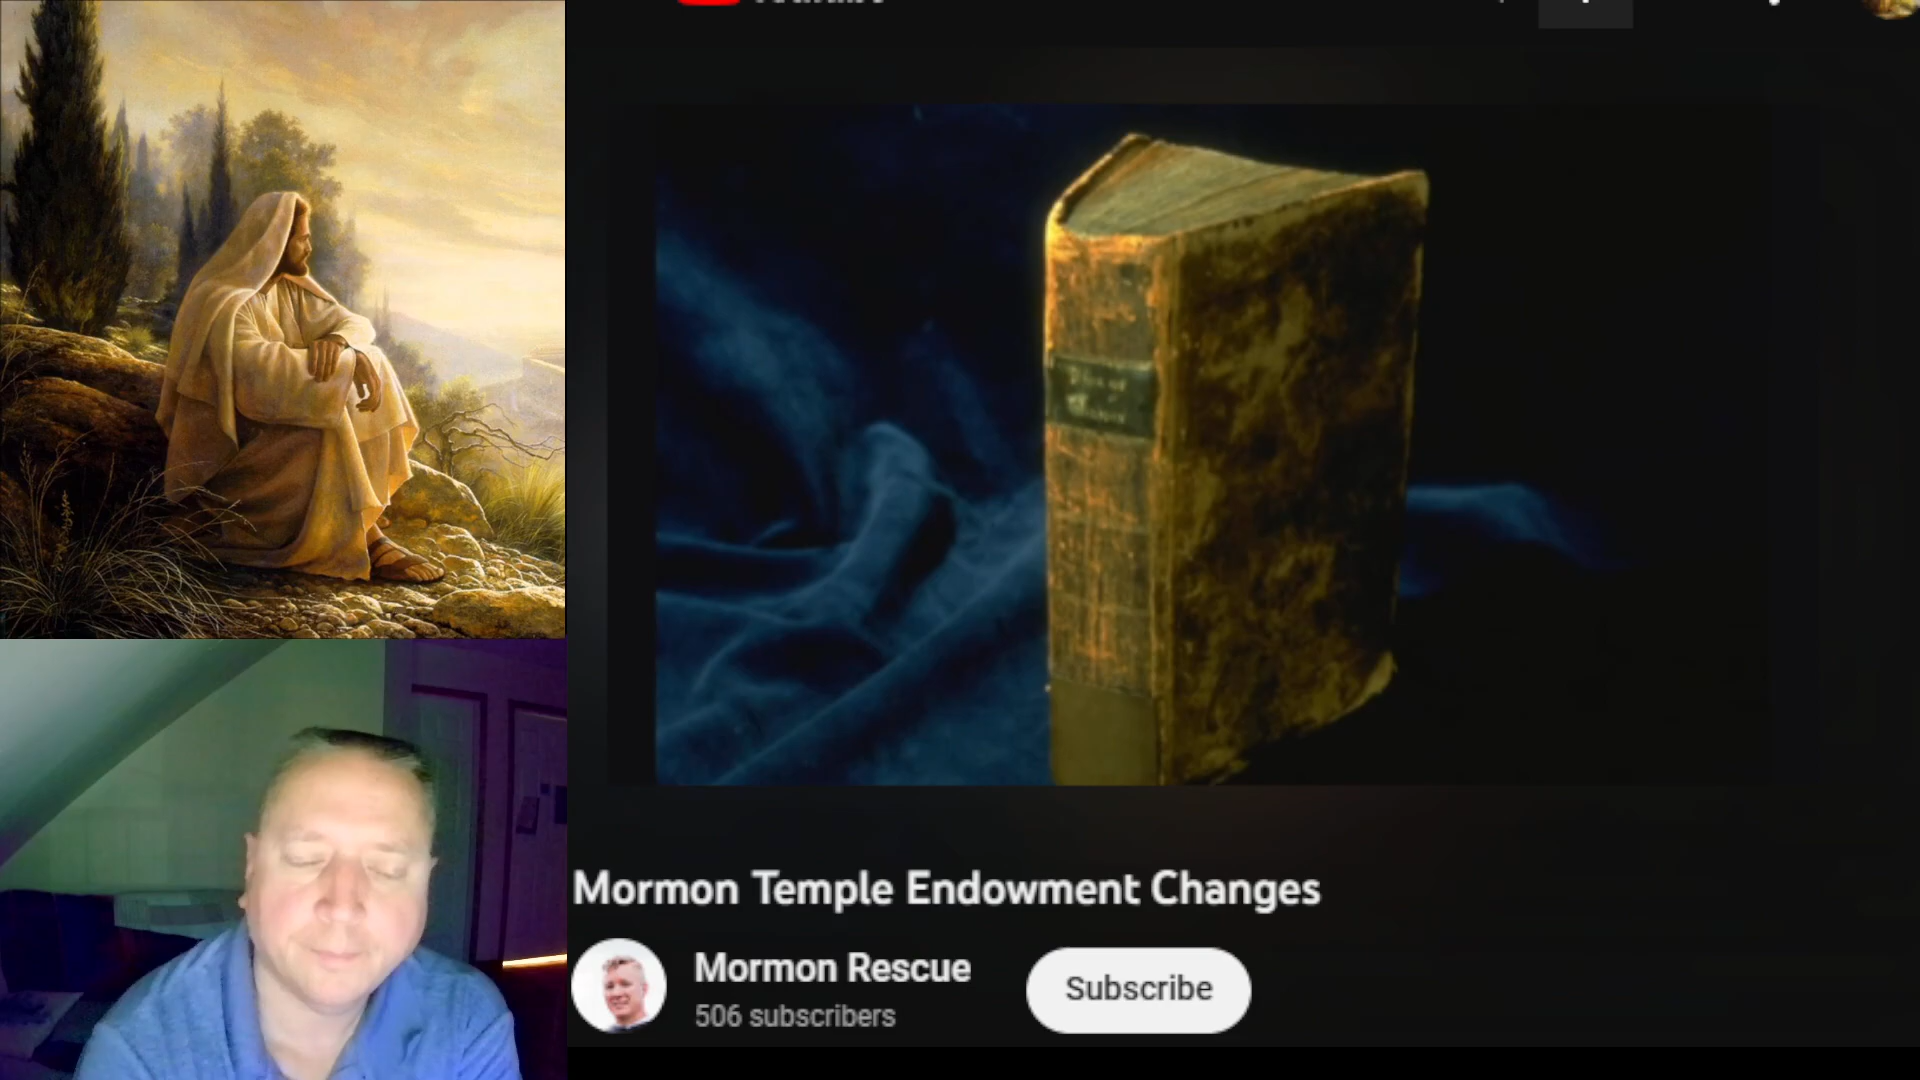 Mormon Temple Endowment Changes
Mormon Rescue
506 subscribers
Subscribe